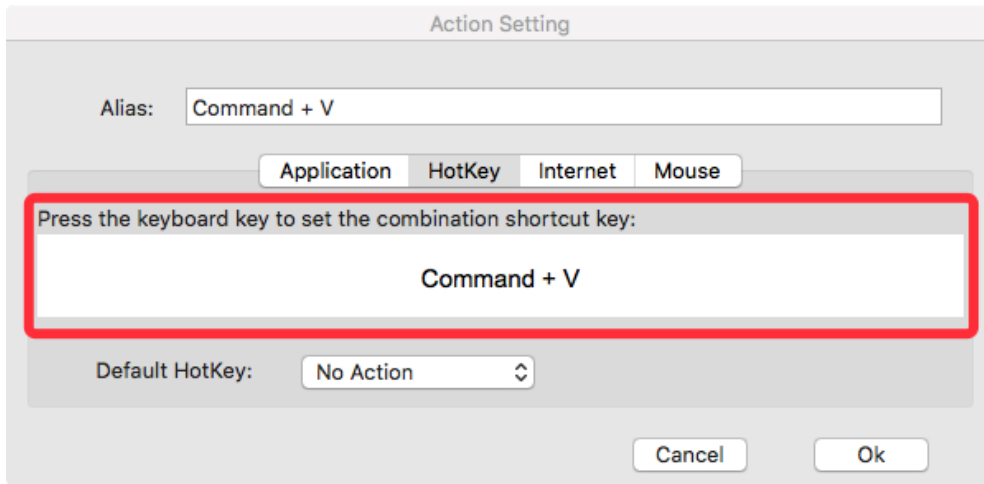 Action Setting
Alias: Command + V
Application HotKey Internet Mouse
Press the keyboard key to set the combination shortcut key:
Command + V
Default HotKey: No Action
Cancel Ok